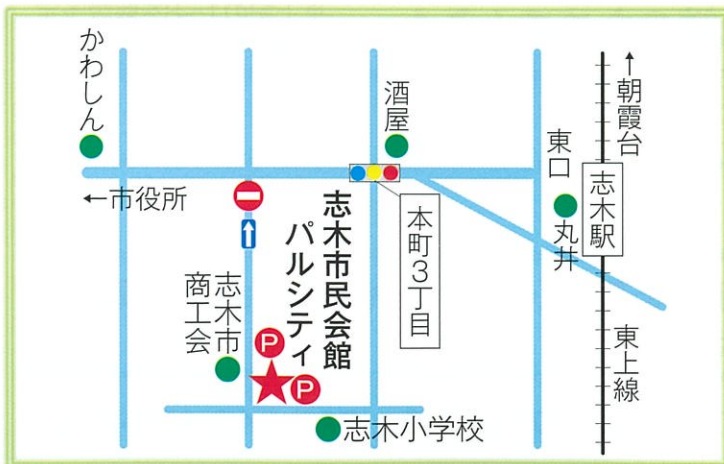 かわしん
酒屋
↑朝霞台
東口
志木駅
丸井
←市役所
本町3丁目
志木市民会館
パルシティ
志木市
商工会
P
P
東上線
志木小学校